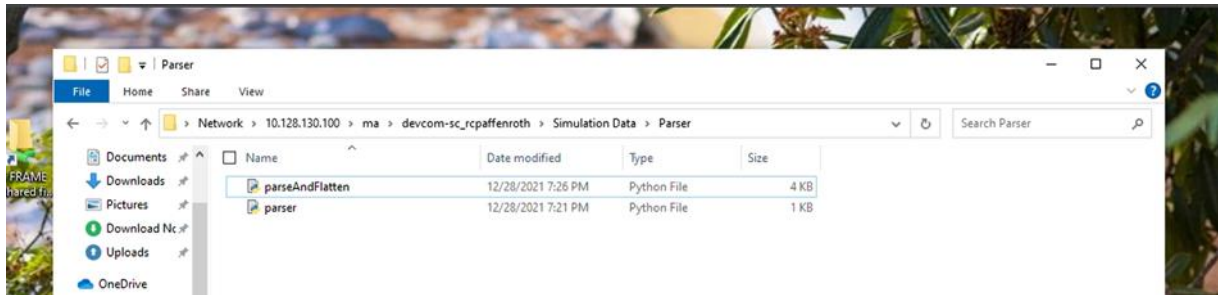 Parser
File Home Share View
Network > 10.128.130.100 > ma > devcom-sc_rcpaffenroth > Simulation Data > Parser
Search Parser
Documents
Downloads
Pictures
Download Nc
Uploads
OneDrive
Name Date modified Type Size
parseAndFlatten 12/28/2021 7:26 PM Python File 4 KB
parser 12/28/2021 7:21 PM Python File 1 KB
FRAME
hared fi..